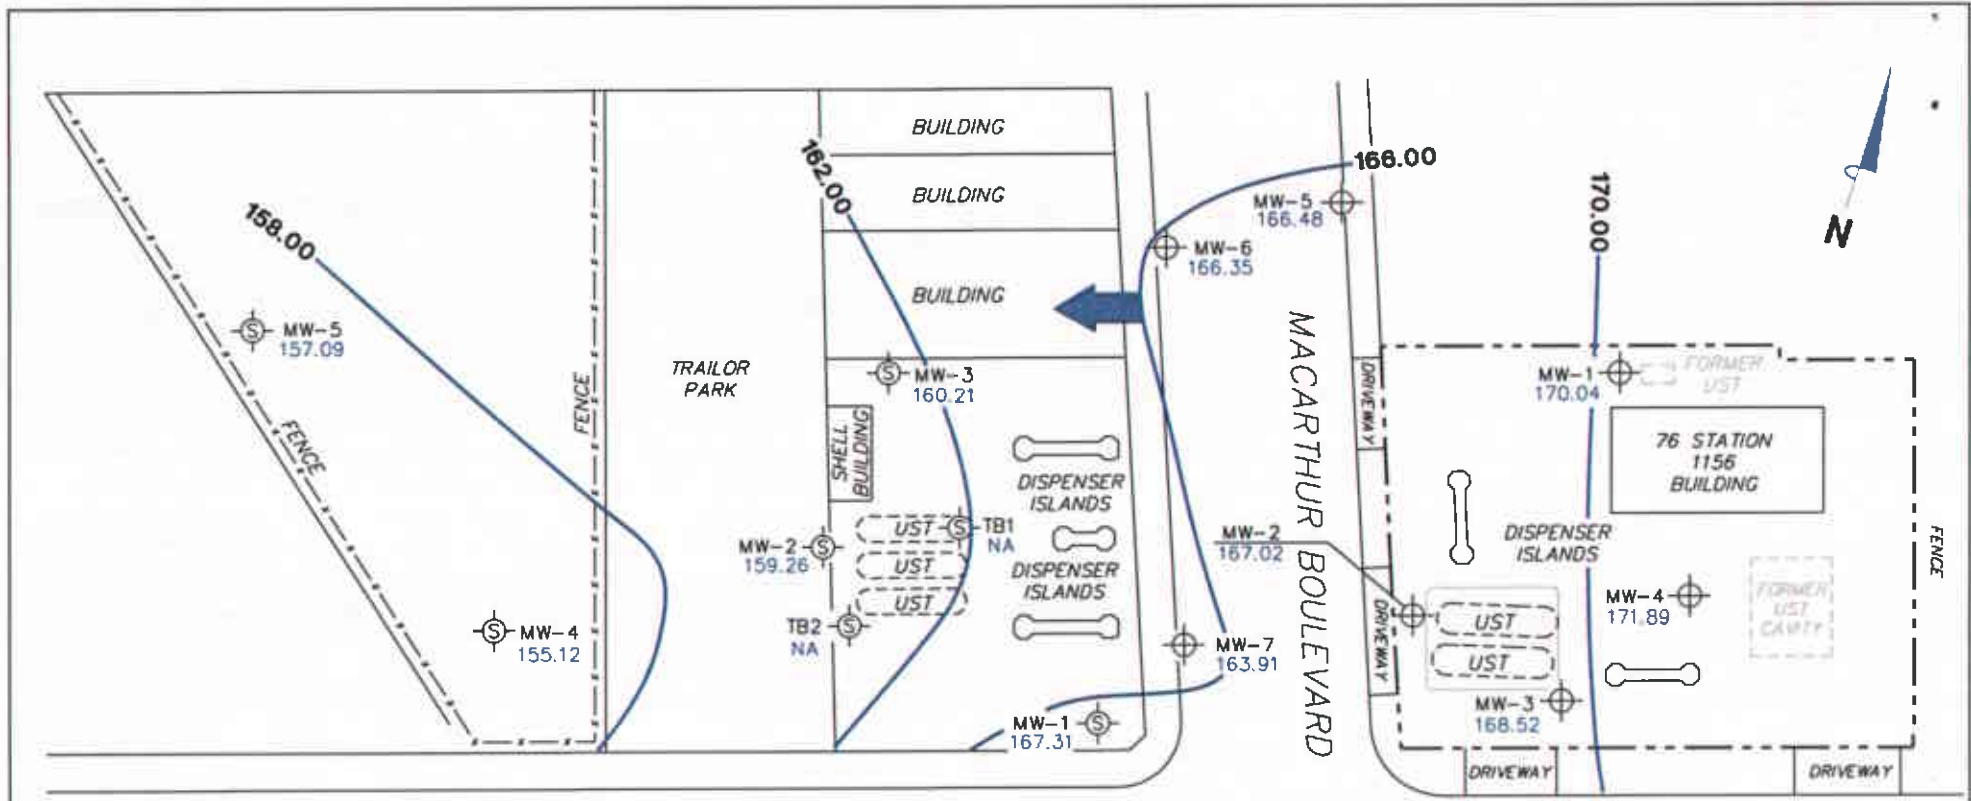 BUILDING
162.00
BUILDING
166.00
170.00
158.00
MW-5
166.48
MW-6
166.35
N
BUILDING
MW-5
157.09
TRAILOR
PARK
MW-3
160.21
MACARTHUR BOULEVARD
DRIVEWAY
MW-1
170.04
FORMER
UST
FENCE
FENCE
SHELL
BUILDING
DISPENSER
ISLANDS
76 STATION
1156
BUILDING
UST
TB1
NA
MW-2
159.26
UST
DISPENSER
ISLANDS
MW-2
167.02
DISPENSER
ISLANDS
FENCE
UST
TB2
NA
MW-4
155.12
DRIVEWAY
UST
UST
MW-4
171.89
FORMER
UST
CAVITY
MW-7
163.91
MW-1
167.31
MW-3
168.52
DRIVEWAY
DRIVEWAY